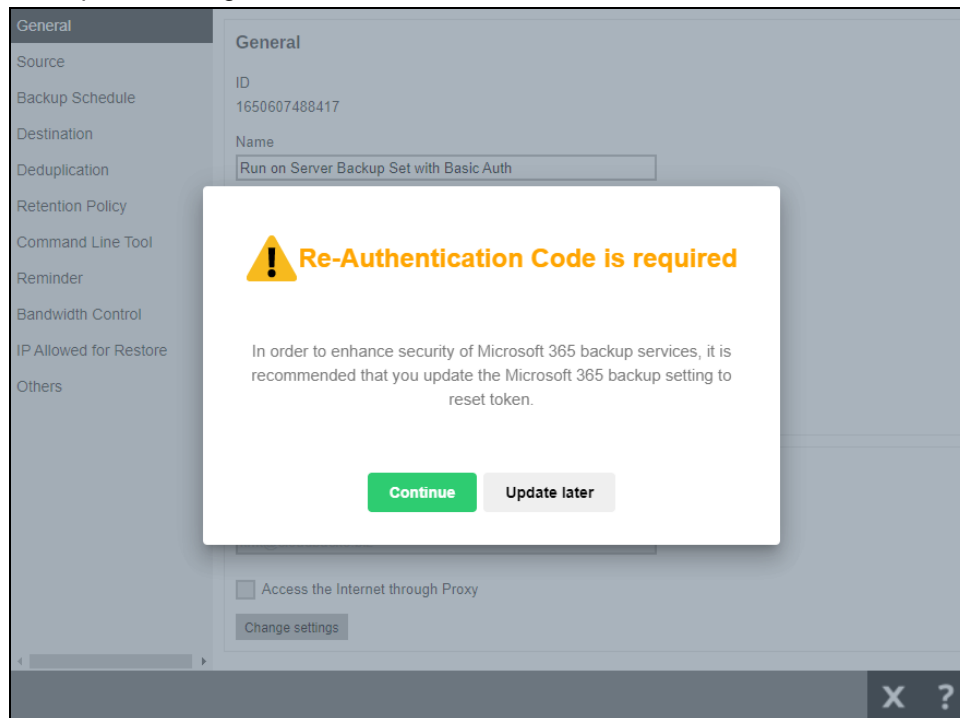 General
Source
Backup Schedule
Destination
Deduplication
Retention Policy
Command Line Tool
Reminder
Bandwidth Control
IP Allowed for Restore
Others
General
ID
1650607488417
Name
Run on Server Backup Set with Basic Auth
Re-Authentication Code is required
In order to enhance security of Microsoft 365 backup services, it is
recommended that you update the Microsoft 365 backup setting to
reset token.
Continue
Update later
Access the Internet through Proxy
Change settings
X
?